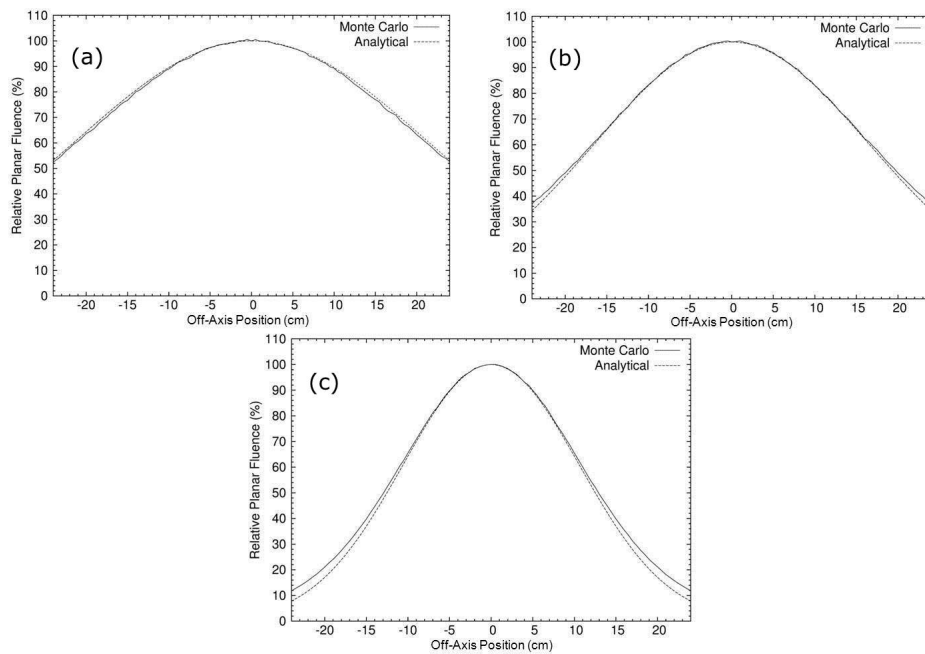 110
100
90
80
70
60
50
40
30
20
10
0
Relative Planar Fluence (%)
(a)
Monte Carlo
Analytical
-20 -15 -10 -5 0 5 10 15 20
Off-Axis Position (cm)
110
100
90
80
70
60
50
40
30
20
10
0
Relative Planar Fluence (%)
(b)
Monte Carlo
Analytical
-20 -15 -10 -5 0 5 10 15 20
Off-Axis Position (cm)
110
100
90
80
70
60
50
40
30
20
10
0
Relative Planar Fluence (%)
(c)
Monte Carlo
Analytical
-20 -15 -10 -5 0 5 10 15 20
Off-Axis Position (cm)